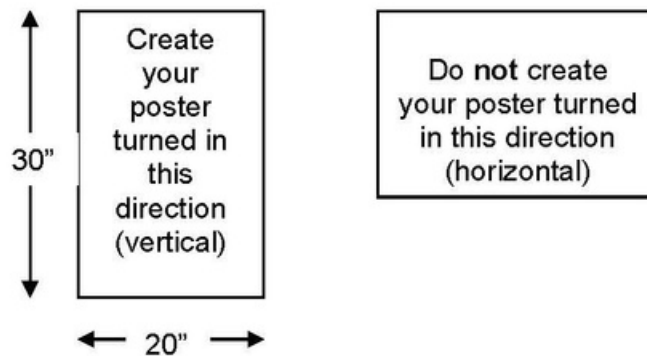 Create
your
poster
turned in
this
direction
(vertical)
30”
20”
Do not create
your poster turned
in this direction
(horizontal)